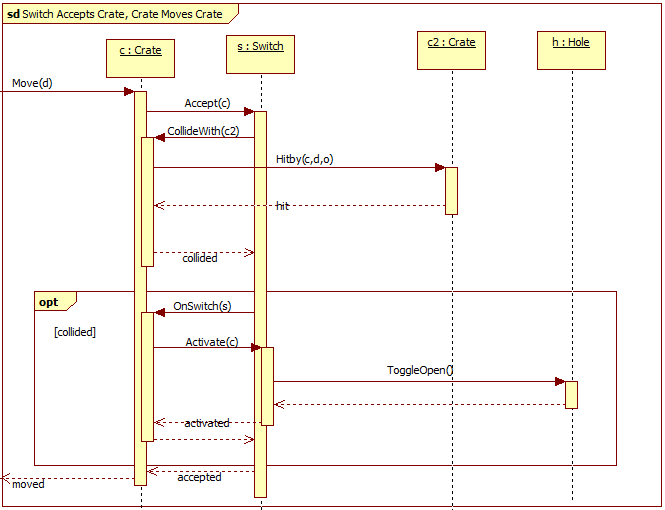 sd Switch Accepts Crate, Crate Moves Crate
c : Crate
s : Switch
c2 : Crate
h : Hole
Move(d)
Accept(c)
CollideWith(c2)
Hitby(c,d,o)
hit
collided
opt
OnSwitch(s)
[collided]
Activate(c)
ToggleOpen()
activated
accepted
moved